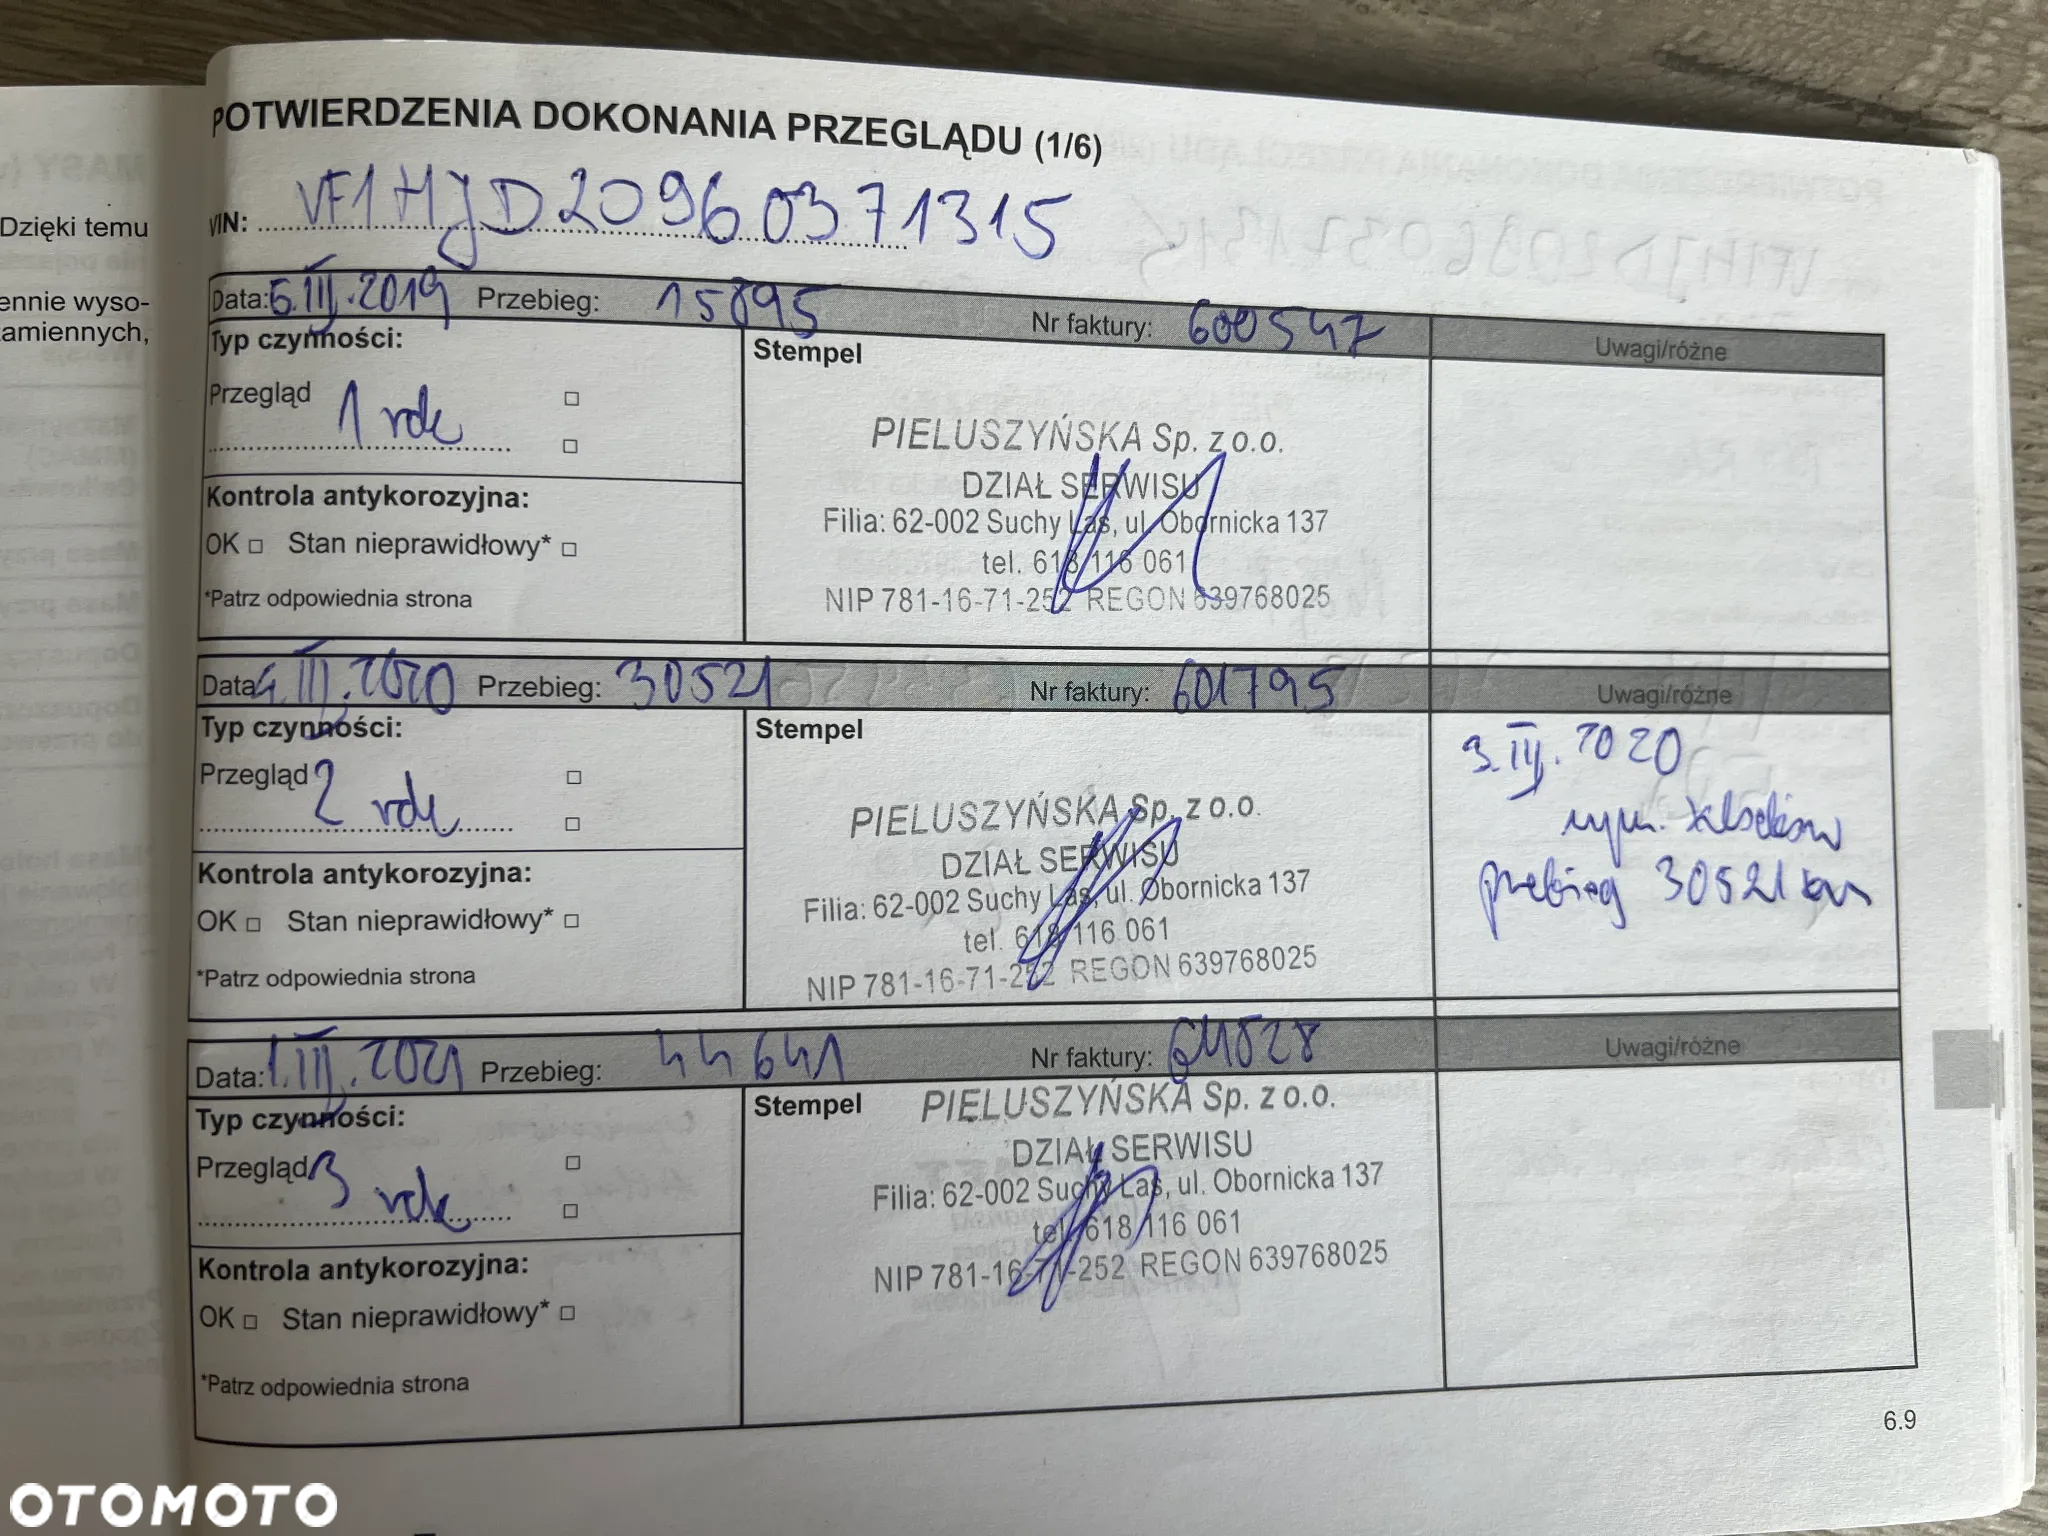 POTWIERDZENIA DOKONANIA PRZEGLĄDU (1/6)
VIN: VF1HJD20960371315
Dzięki temu
ennie wyso-
amiennych,
Data: 5.III.2019 Przebieg: 15895 Nr faktury: 600547 Uwagi/różne
Typ czynności:
Przegląd 1 rok
Kontrola antykorozyjna:
OK □ Stan nieprawidłowy* □
*Patrz odpowiednia strona
Stempel
PIELUSZYŃSKA Sp. z o.o.
DZIAŁ SERWISU
Filia: 62-002 Suchy Las, ul. Obornicka 137
tel. 618 116 061
NIP 781-16-71-252 REGON 639768025
Data: 4.III.2020 Przebieg: 30521 Nr faktury: 601795 Uwagi/różne
Typ czynności:
Przegląd 2 rok
Kontrola antykorozyjna:
OK □ Stan nieprawidłowy* □
*Patrz odpowiednia strona
Stempel
PIELUSZYŃSKA Sp. z o.o.
DZIAŁ SERWISU
Filia: 62-002 Suchy Las, ul. Obornicka 137
tel. 618 116 061
NIP 781-16-71-252 REGON 639768025
3.III.2020
wym. klocków
przebieg 30521 km
Data: 1.III.2021 Przebieg: 44641 Nr faktury: Uwagi/różne
Typ czynności:
Przegląd 3 rok
Kontrola antykorozyjna:
OK □ Stan nieprawidłowy* □
*Patrz odpowiednia strona
Stempel
PIELUSZYŃSKA Sp. z o.o.
DZIAŁ SERWISU
Filia: 62-002 Suchy Las, ul. Obornicka 137
tel. 618 116 061
NIP 781-16-71-252 REGON 639768025
6.9
OTOMOTO